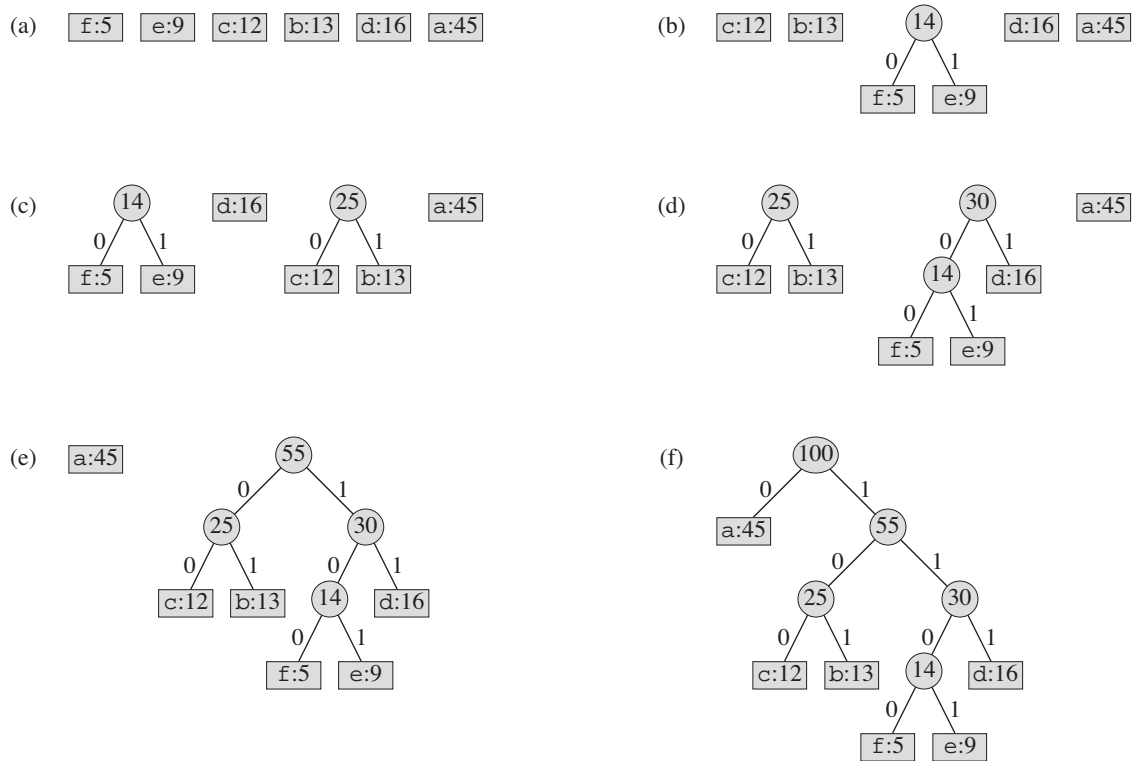 (a) f:5 e:9 c:12 b:13 d:16 a:45
(b) c:12 b:13 14 d:16 a:45
0 1
f:5 e:9
(c) 14 d:16 25 a:45
0 1 0 1
f:5 e:9 c:12 b:13
(d) 25 30 a:45
0 1 0 1
c:12 b:13 14 d:16
0 1
f:5 e:9
(e) a:45 55
0 1
25 30
0 1 0 1
c:12 b:13 14 d:16
0 1
f:5 e:9
(f) 100
0 1
a:45 55
0 1
25 30
0 1 0 1
c:12 b:13 14 d:16
0 1
f:5 e:9